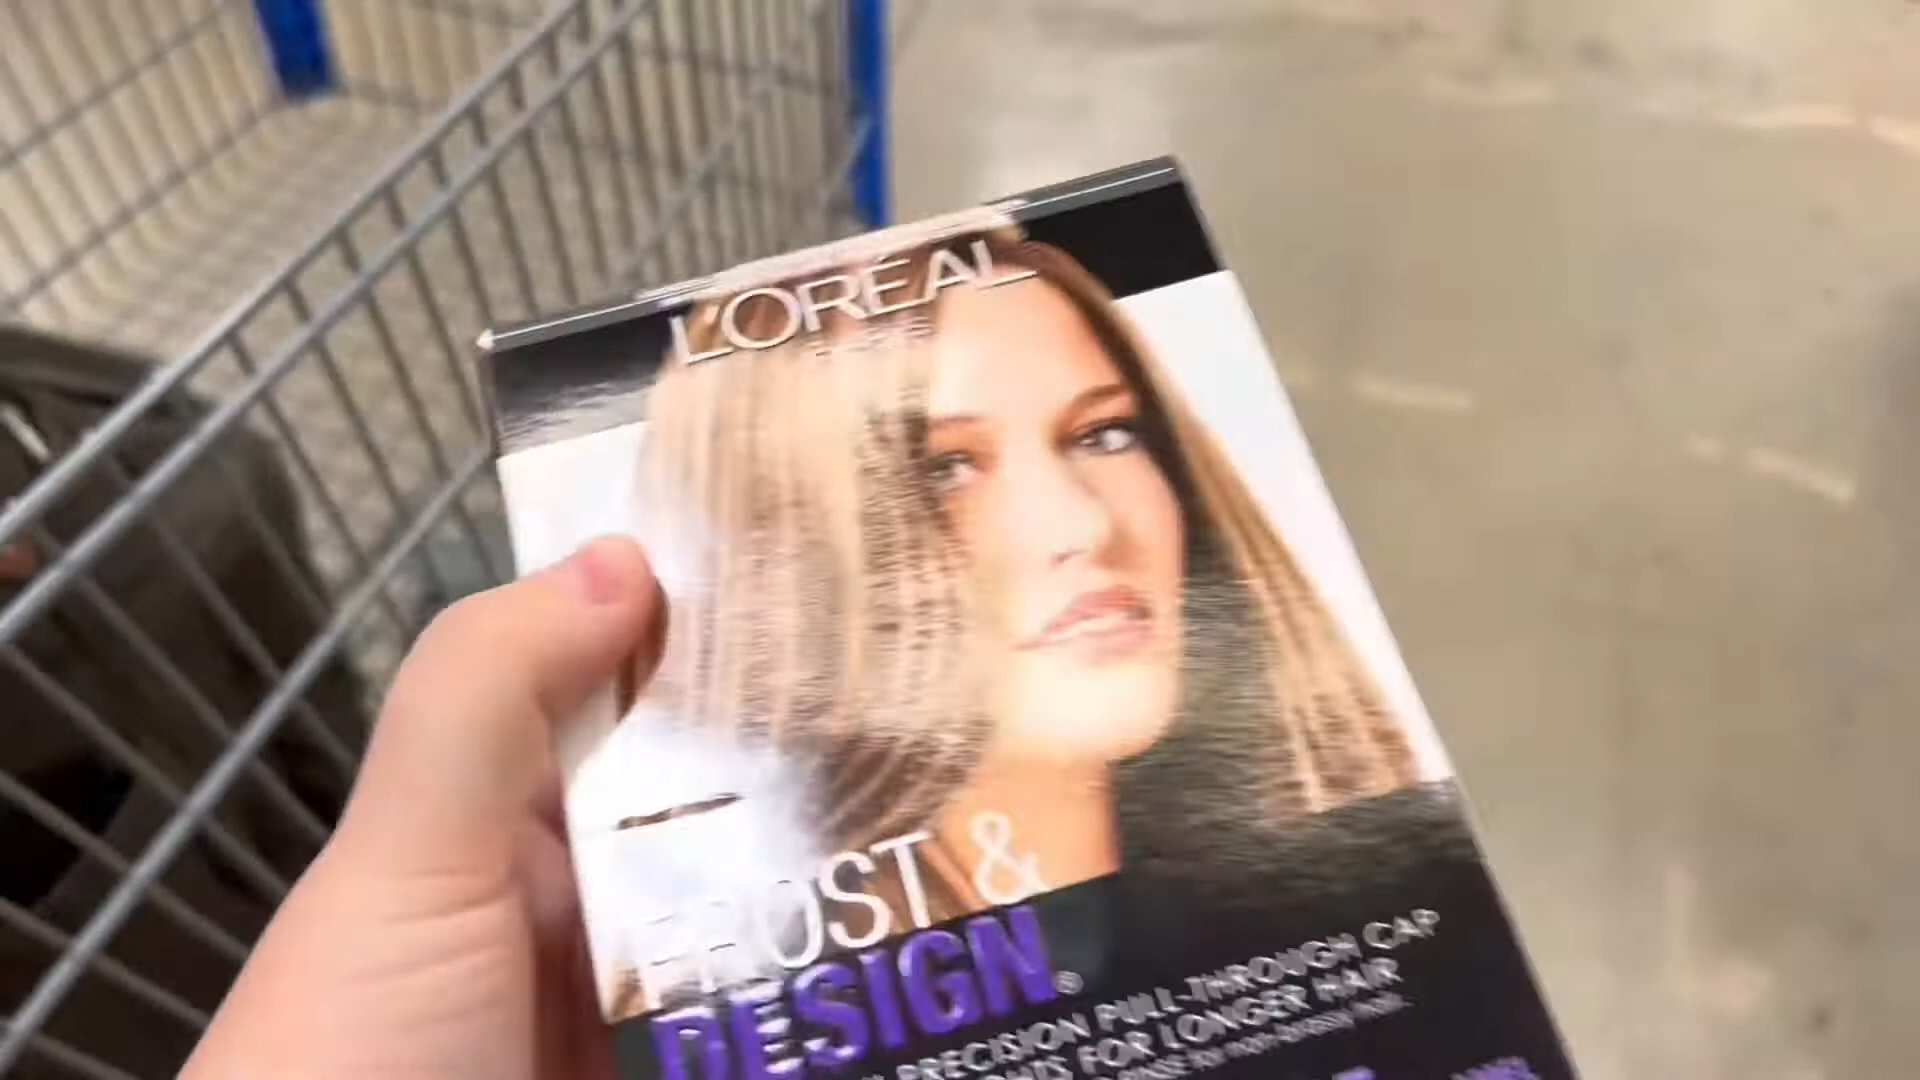 L'ORÉAL
FROST &
DESIGN®
PRECISION PULL-THROUGH CAP
FOR LONGER HAIR